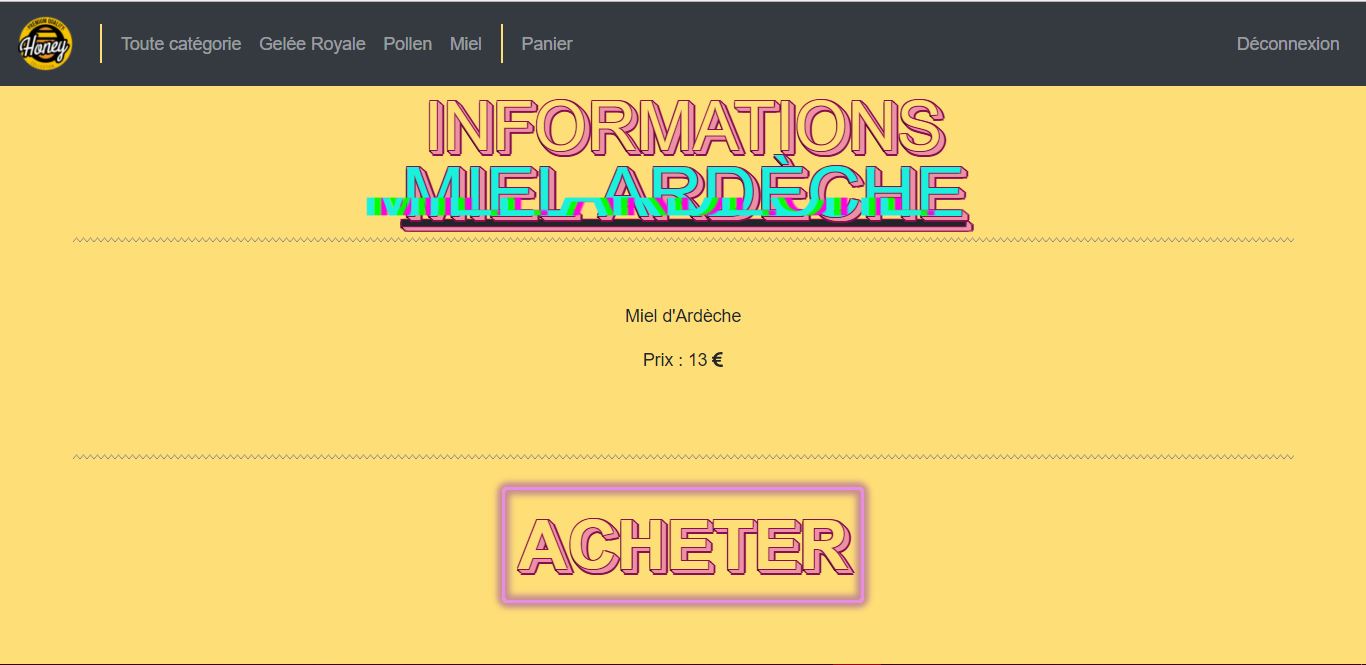 PREMIUM QUALITY
Honey
Toute catégorie Gelée Royale Pollen Miel Panier Déconnexion
INFORMATIONS
MIEL ARDÈCHE
Miel d'Ardèche
Prix : 13 €
ACHETER